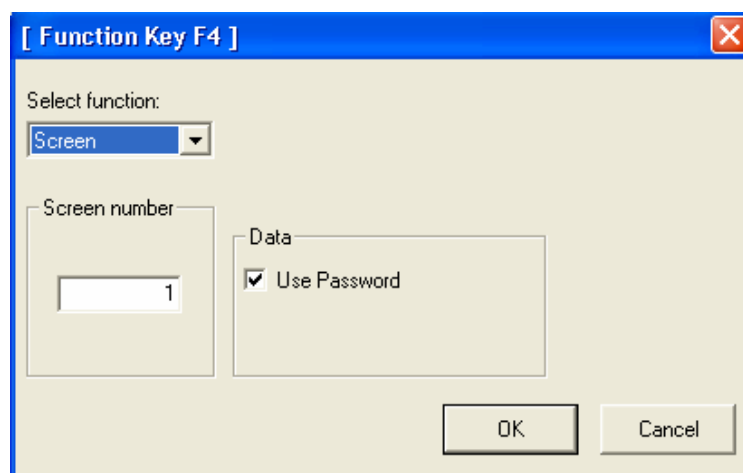 [ Function Key F4 ]
Select function:
Screen
Screen number
1
Data
Use Password
OK
Cancel